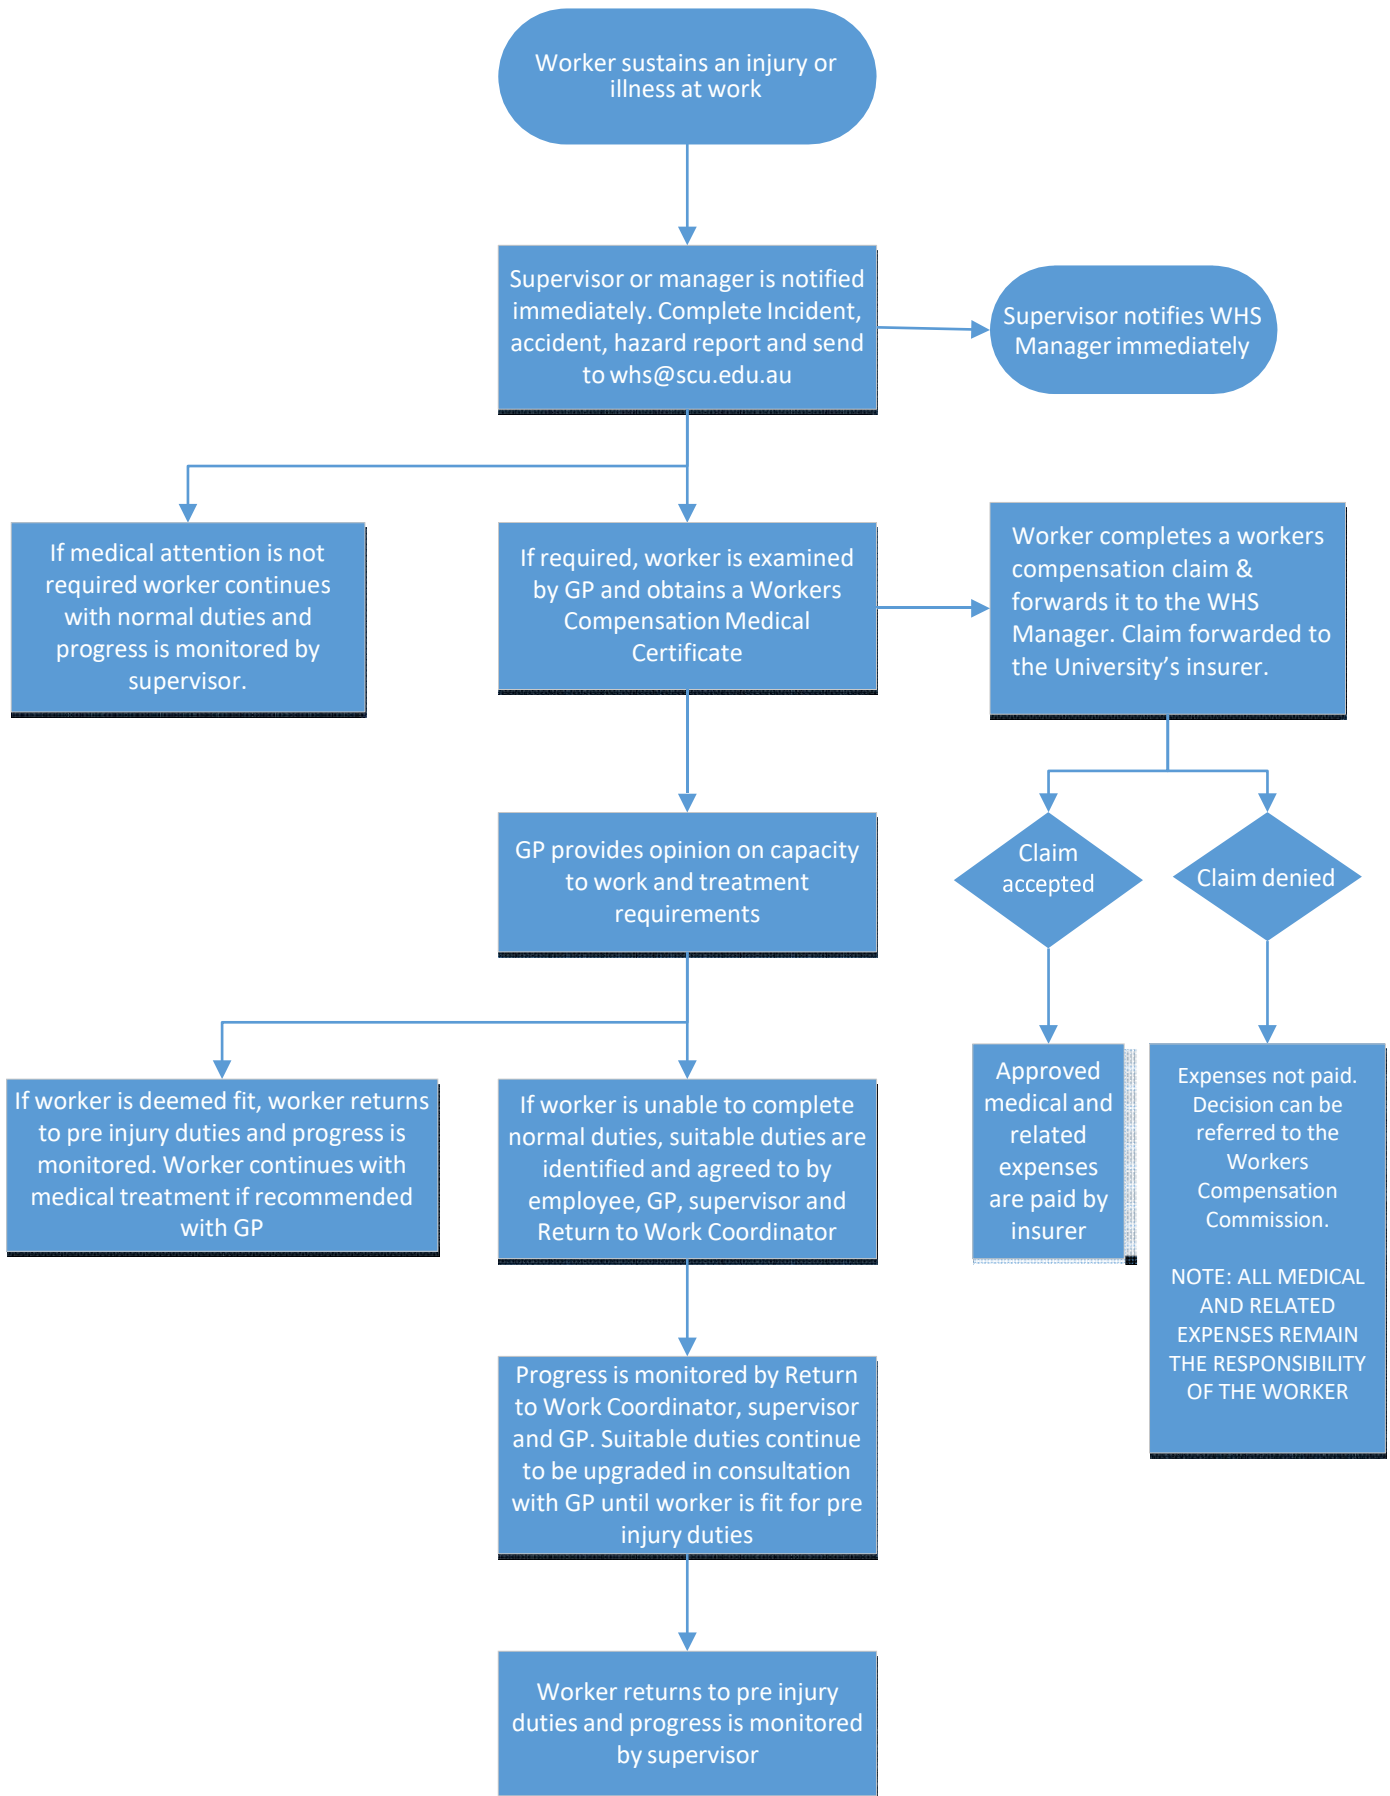 Worker sustains an injury or
illness at work
Supervisor or manager is notified
immediately. Complete Incident,
accident, hazard report and send
to whs@scu.edu.au
Supervisor notifies WHS
Manager immediately
If medical attention is not
required worker continues
with normal duties and
progress is monitored by
supervisor.
If required, worker is examined
by GP and obtains a Workers
Compensation Medical
Certificate
Worker completes a workers
compensation claim &
forwards it to the WHS
Manager. Claim forwarded to
the University’s insurer.
GP provides opinion on capacity
to work and treatment
requirements
Claim
accepted
Claim denied
If worker is deemed fit, worker returns
to pre injury duties and progress is
monitored. Worker continues with
medical treatment if recommended
with GP
If worker is unable to complete
normal duties, suitable duties are
identified and agreed to by
employee, GP, supervisor and
Return to Work Coordinator
Approved
medical and
related
expenses
are paid by
insurer
Expenses not paid.
Decision can be
referred to the
Workers
Compensation
Commission.
NOTE: ALL MEDICAL
AND RELATED
EXPENSES REMAIN
THE RESPONSIBILITY
OF THE WORKER
Progress is monitored by Return
to Work Coordinator, supervisor
and GP. Suitable duties continue
to be upgraded in consultation
with GP until worker is fit for pre
injury duties
Worker returns to pre injury
duties and progress is monitored
by supervisor